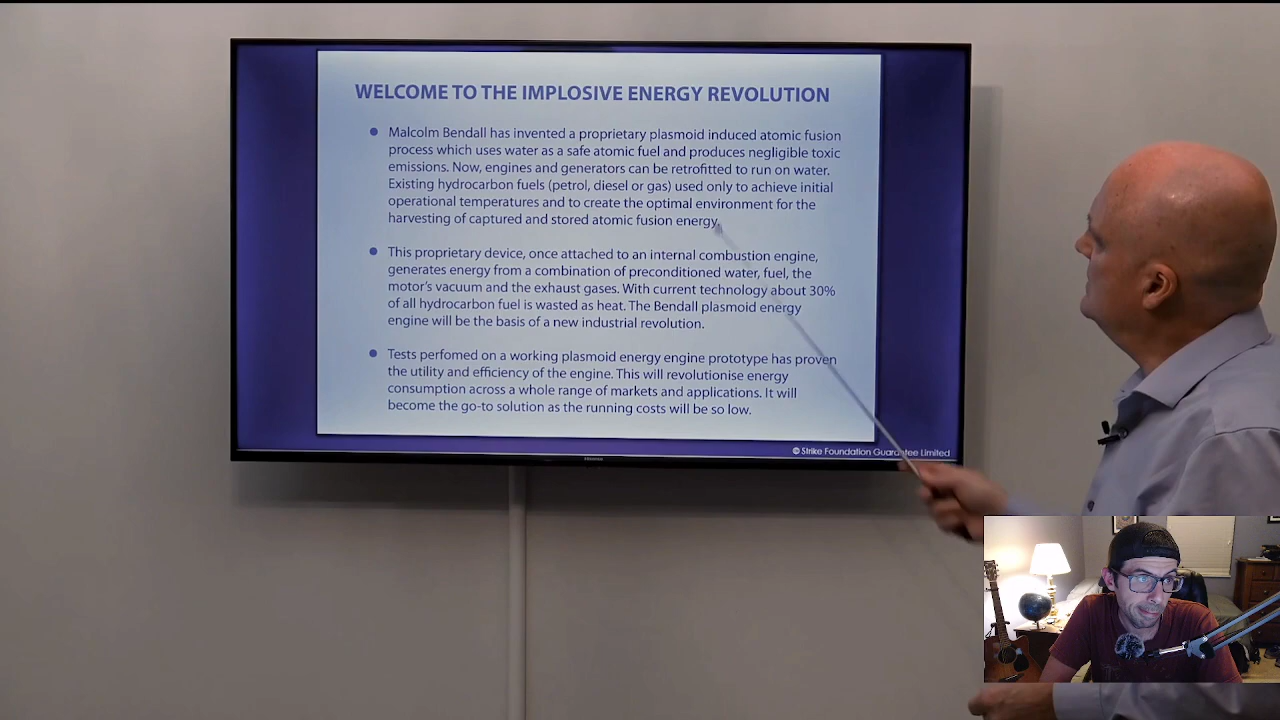 WELCOME TO THE IMPLOSIVE ENERGY REVOLUTION
Malcolm Bendall has invented a proprietary plasmoid induced atomic fusion
process which uses water as a safe atomic fuel and produces negligible toxic
emissions. Now, engines and generators can be retrofitted to run on water.
Existing hydrocarbon fuels (petrol, diesel or gas) used only to achieve initial
operational temperatures and to create the optimal environment for the
harvesting of captured and stored atomic fusion energy.
This proprietary device, once attached to an internal combustion engine,
generates energy from a combination of preconditioned water, fuel, the
motor's vacuum and the exhaust gases. With current technology about 30%
of all hydrocarbon fuel is wasted as heat. The Bendall plasmoid energy
engine will be the basis of a new industrial revolution.
Tests perfomed on a working plasmoid energy engine prototype has proven
the utility and efficiency of the engine. This will revolutionise energy
consumption across a whole range of markets and applications. It will
become the go-to solution as the running costs will be so low.
© Strike Foundation Guarantee Limited